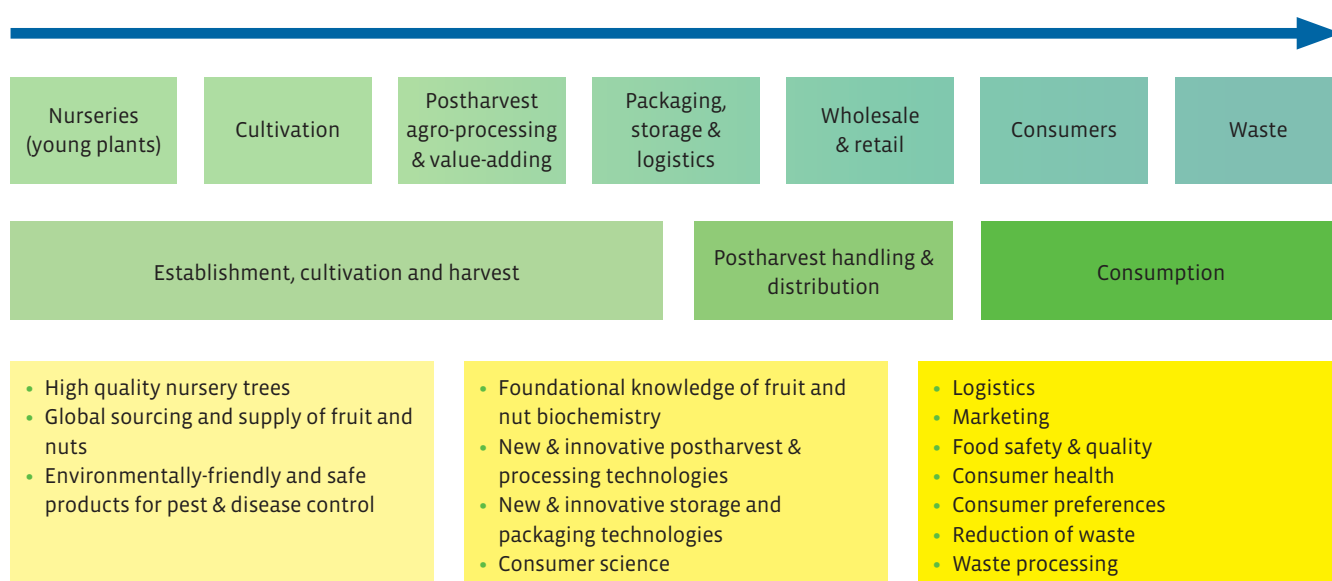 Nurseries
(young plants)
Cultivation
Postharvest
agro-processing
& value-adding
Packaging,
storage &
logistics
Wholesale
& retail
Consumers
Waste
Establishment, cultivation and harvest
Postharvest handling &
distribution
Consumption
• High quality nursery trees
• Global sourcing and supply of fruit and
nuts
• Environmentally-friendly and safe
products for pest & disease control
• Foundational knowledge of fruit and
nut biochemistry
• New & innovative postharvest &
processing technologies
• New & innovative storage and
packaging technologies
• Consumer science
• Logistics
• Marketing
• Food safety & quality
• Consumer health
• Consumer preferences
• Reduction of waste
• Waste processing